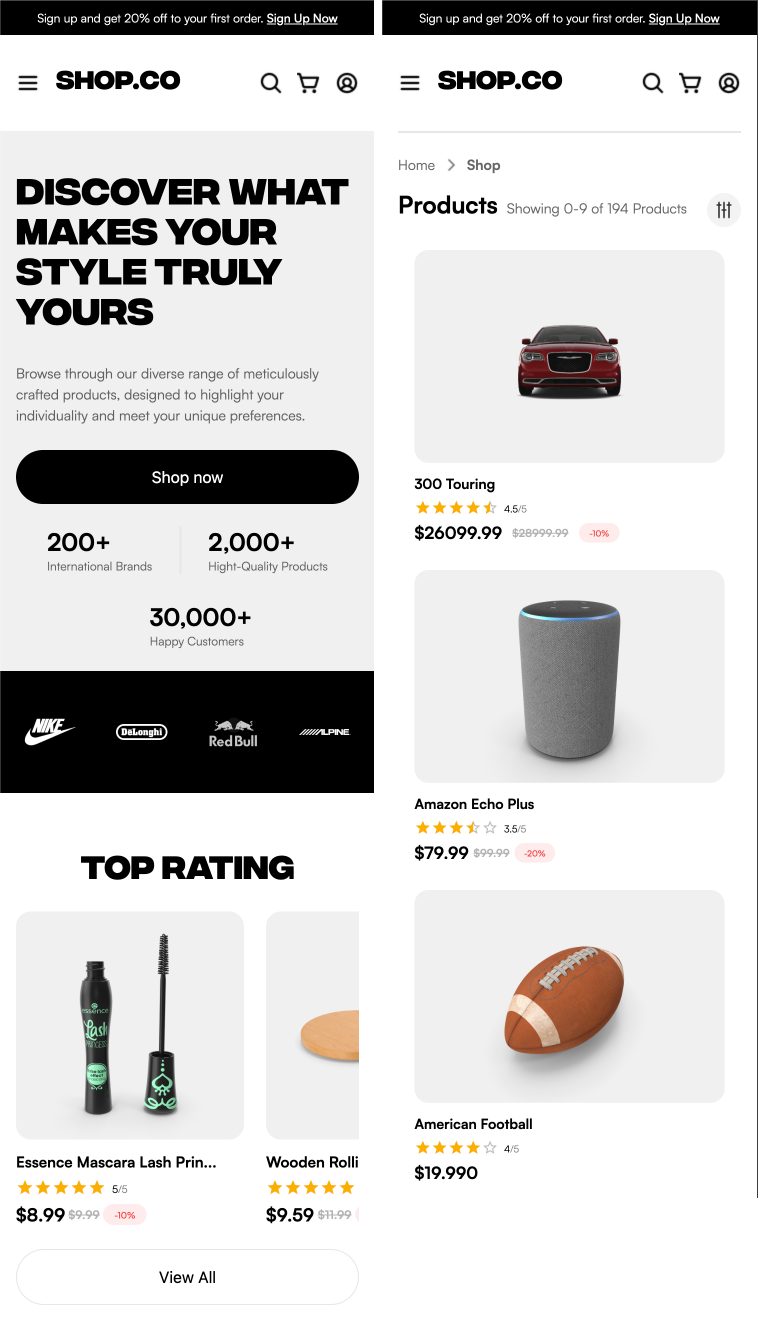 Sign up and get 20% off to your first order. Sign Up Now
SHOP.CO
DISCOVER WHAT
MAKES YOUR
STYLE TRULY
YOURS
Browse through our diverse range of meticulously
crafted products, designed to highlight your
individuality and meet your unique preferences.
Shop now
200+
International Brands
2,000+
Hight-Quality Products
30,000+
Happy Customers
NIKE
DeLonghi
RedBull
ALPINE
TOP RATING
essence
Lash
PRINCESS
Essence Mascara Lash Prin...
5/5
$8.99 $9.99 -10%
Wooden Rolli
$9.59 $11.99
View All
Sign up and get 20% off to your first order. Sign Up Now
SHOP.CO
Home > Shop
Products Showing 0-9 of 194 Products
300 Touring
4.5/5
$26099.99 $28999.99 -10%
Amazon Echo Plus
3.5/5
$79.99 $99.99 -20%
American Football
4/5
$19.990